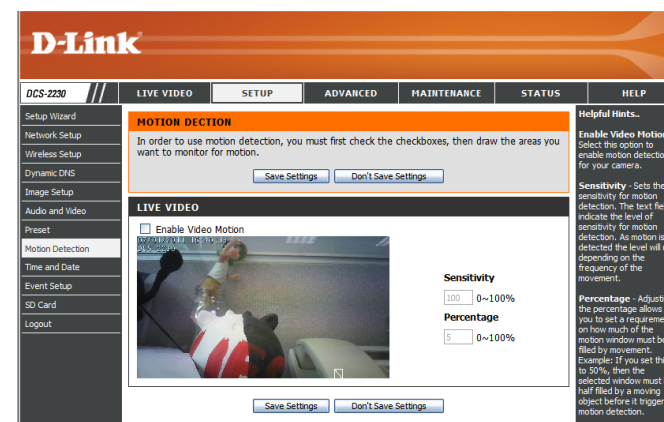 D-Link
DCS-2230
LIVE VIDEO
SETUP
ADVANCED
MAINTENANCE
STATUS
HELP
Setup Wizard
Network Setup
Wireless Setup
Dynamic DNS
Image Setup
Audio and Video
Preset
Motion Detection
Time and Date
Event Setup
SD Card
Logout
MOTION DECTION
In order to use motion detection, you must first check the checkboxes, then draw the areas you
want to monitor for motion.
Save Settings
Don't Save Settings
LIVE VIDEO
Enable Video Motion
Sensitivity
100 0~100%
Percentage
5 0~100%
Save Settings
Don't Save Settings
Helpful Hints..
Enable Video Motio
Select this option to
enable motion detectio
for your camera.
Sensitivity - Sets the
sensitivity for motion
detection. The text fie
indicate the level of
sensitivity for motion
detection. As motion is
detected the level will
depending on the
frequency of the
movement.
Percentage - Adjusti
the percentage allows
you to set a requireme
on how much of the
motion window must be
filled by movement.
Example: If you set thi
to 50%, then the
selected window must
half filled by a moving
object before it trigger
motion detection.